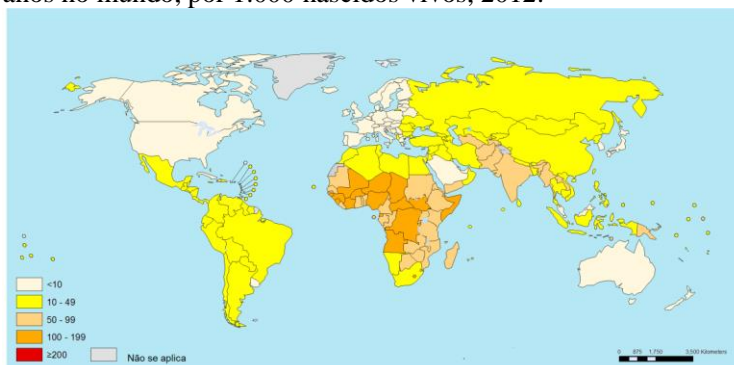 anos no mundo, por 1.000 nascidos vivos, 2012.
<10
10 - 49
50 - 99
100 - 199
≥200
Não se aplica
0 875 1,750 3,500 Kilometers